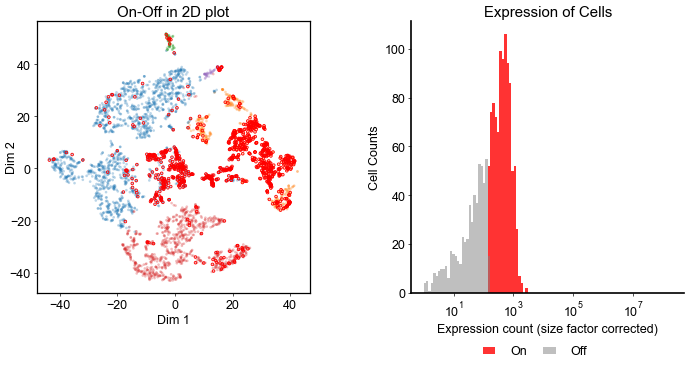 On-Off in 2D plot
40
20
0
−20
−40
Dim 2
−40 −20 0 20 40
Dim 1
Expression of Cells
100
80
60
40
20
0
Cell Counts
10^1 10^3 10^5 10^7
Expression count (size factor corrected)
On Off